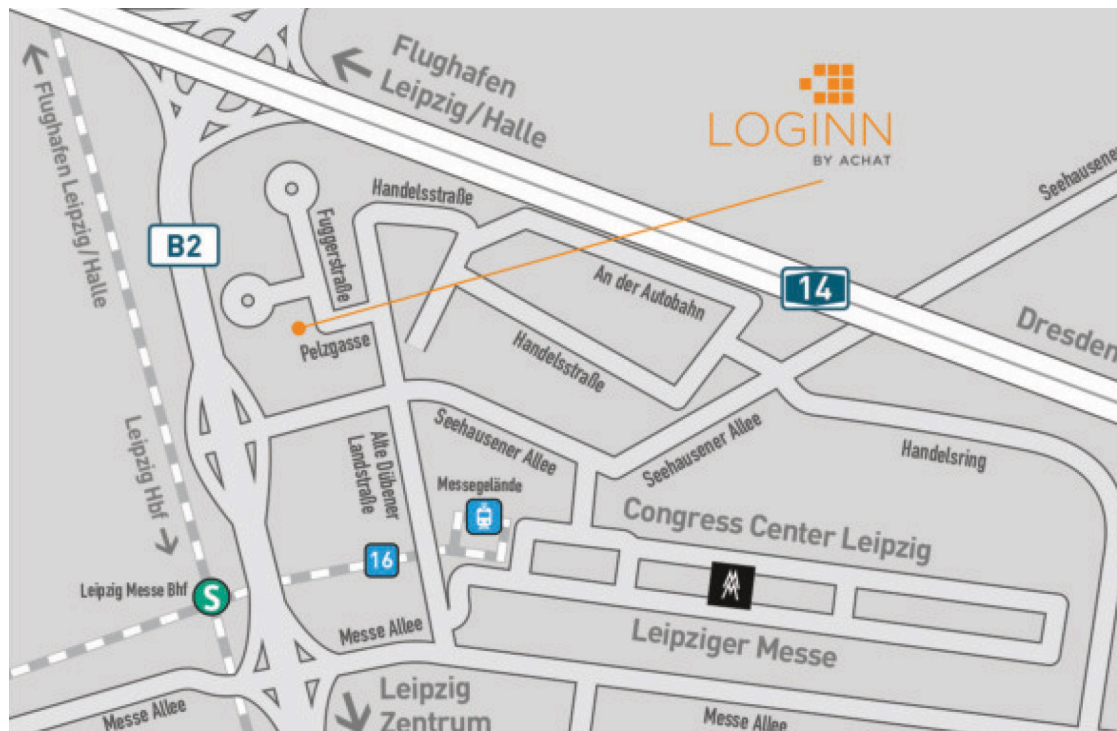 Flughafen
Leipzig/Halle
LOGINN
BY ACHAT
Flughafen Leipzig/Halle
Seehausener
Handelsstraße
Fuggerstraße
B2
An der Autobahn
14
Dresden
Pelzgasse
Handelsstraße
Seehausener Allee
Seehausener Allee
Handelsring
Leipzig Hbf
Alte Dübener
Landstraße
Messegelände
Congress Center Leipzig
16
Leipzig Messe Bhf
S
Messe Allee
Leipziger Messe
Leipzig
Zentrum
Messe Allee
Messe Allee